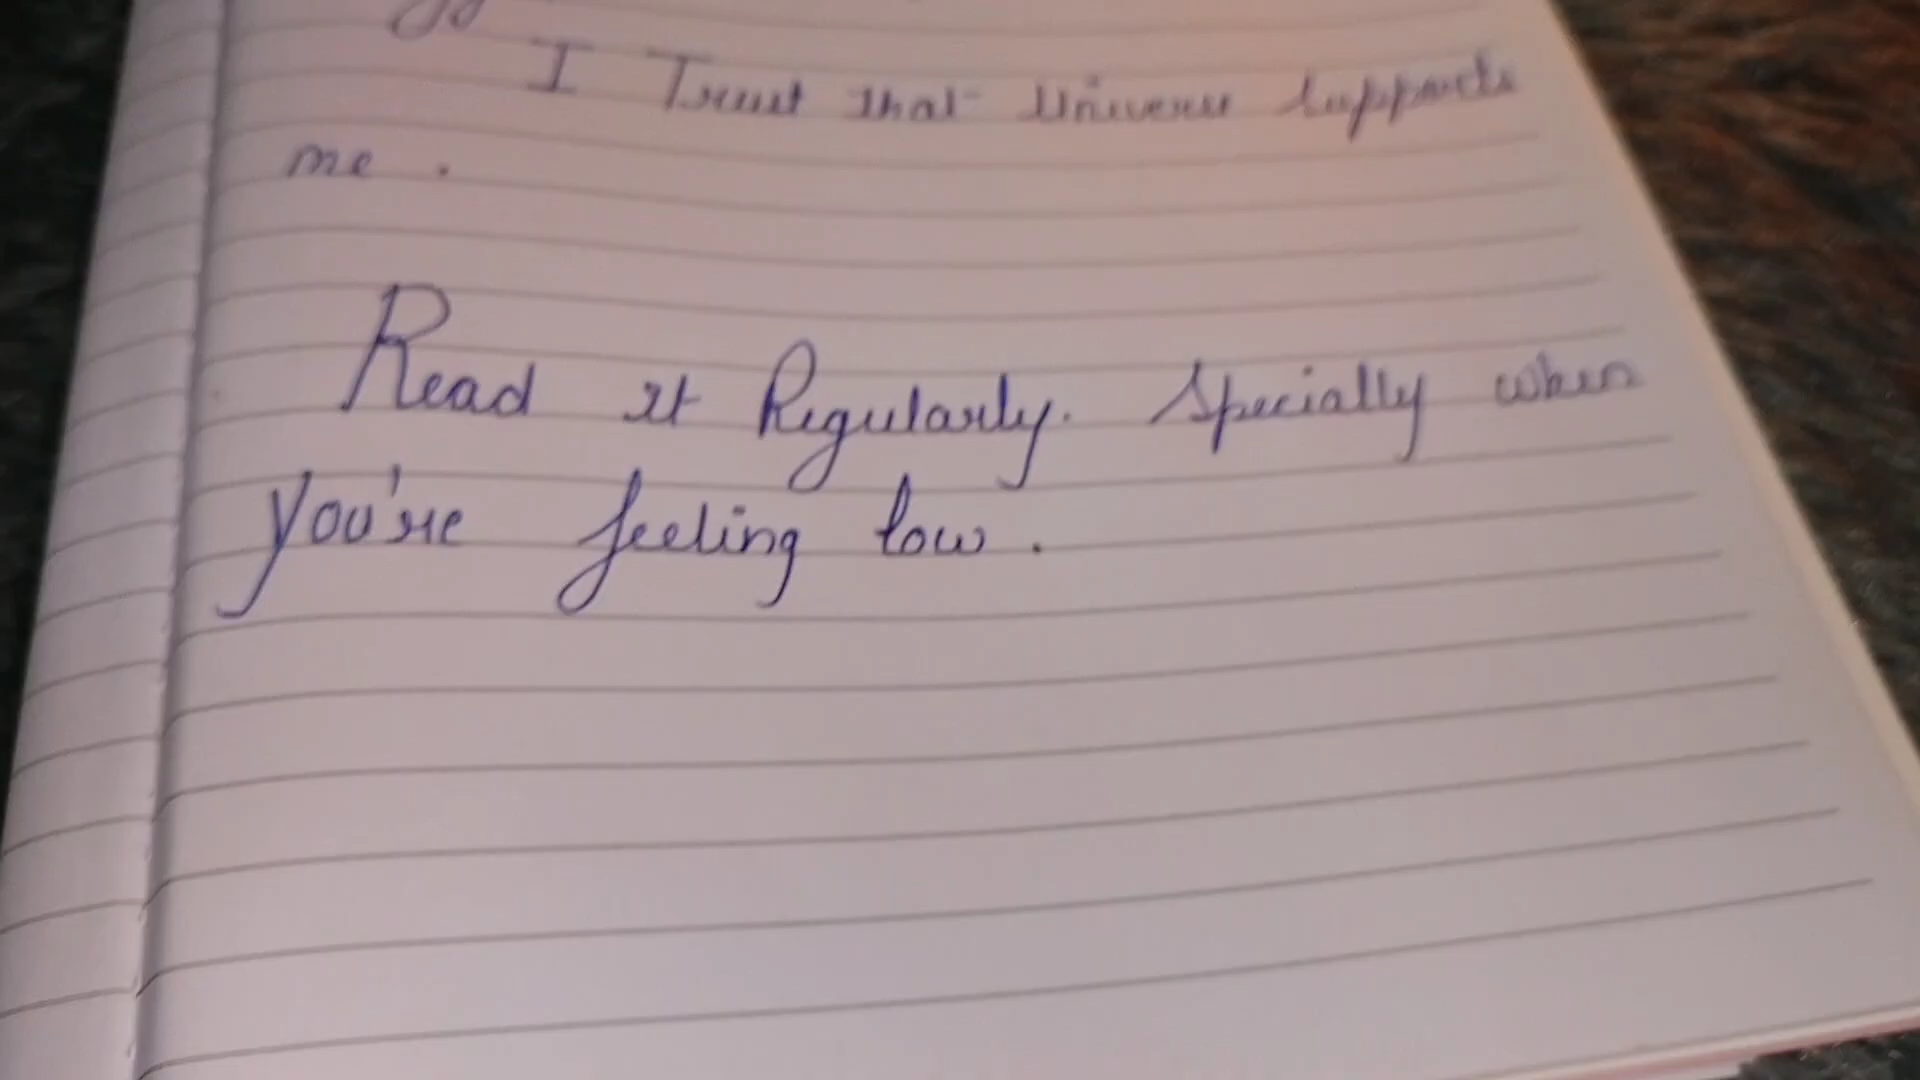 I Trust that Universe supports
me .
Read it Regularly. Specially when
you're feeling low .